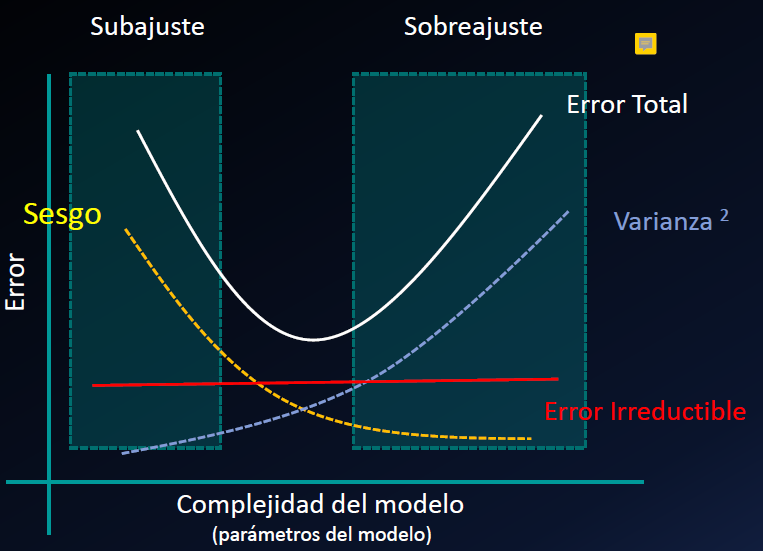 Subajuste
Sobreajuste
Error Total
Sesgo
Varianza ²
Error
Error Irreductible
Complejidad del modelo
(parámetros del modelo)